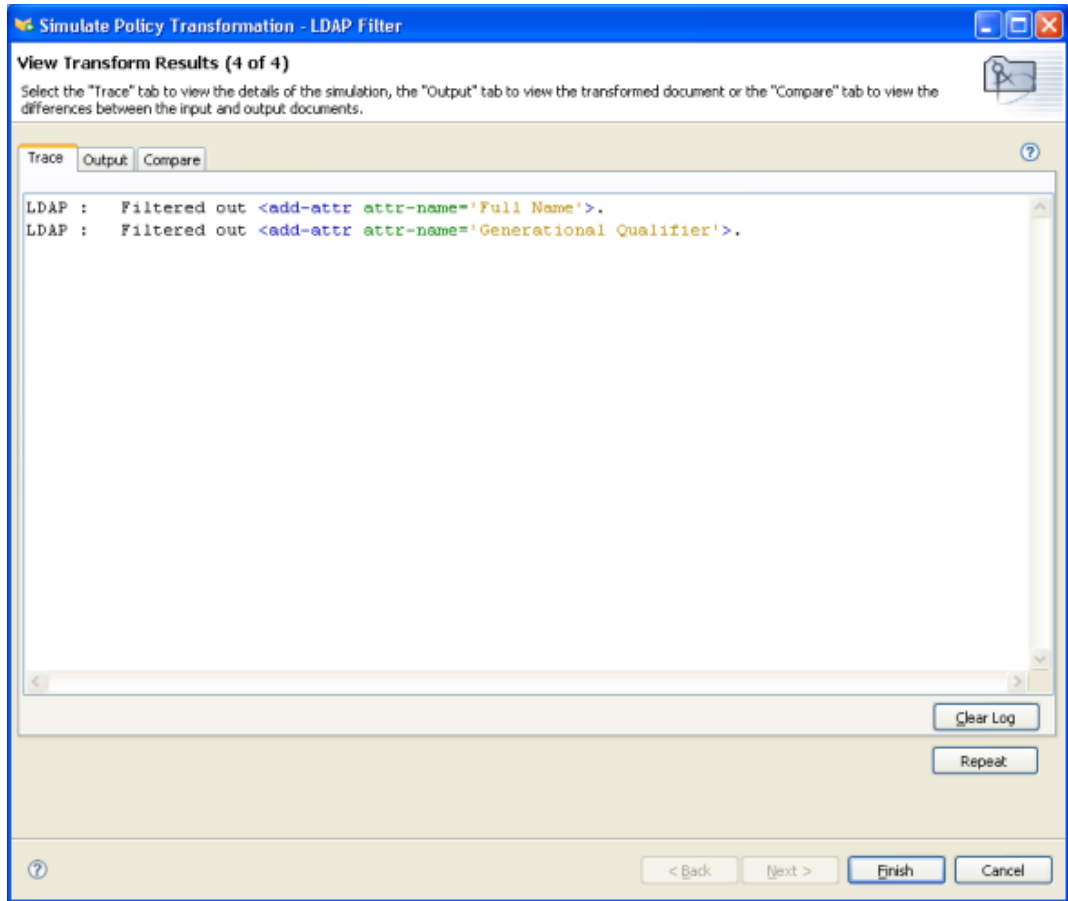 Simulate Policy Transformation - LDAP Filter
View Transform Results (4 of 4)
Select the "Trace" tab to view the details of the simulation, the "Output" tab to view the transformed document or the "Compare" tab to view the
differences between the input and output documents.
Trace Output Compare
LDAP : Filtered out <add-attr attr-name='Full Name'>.
LDAP : Filtered out <add-attr attr-name='Generational Qualifier'>.
Clear Log
Repeat
< Back Next > Finish Cancel